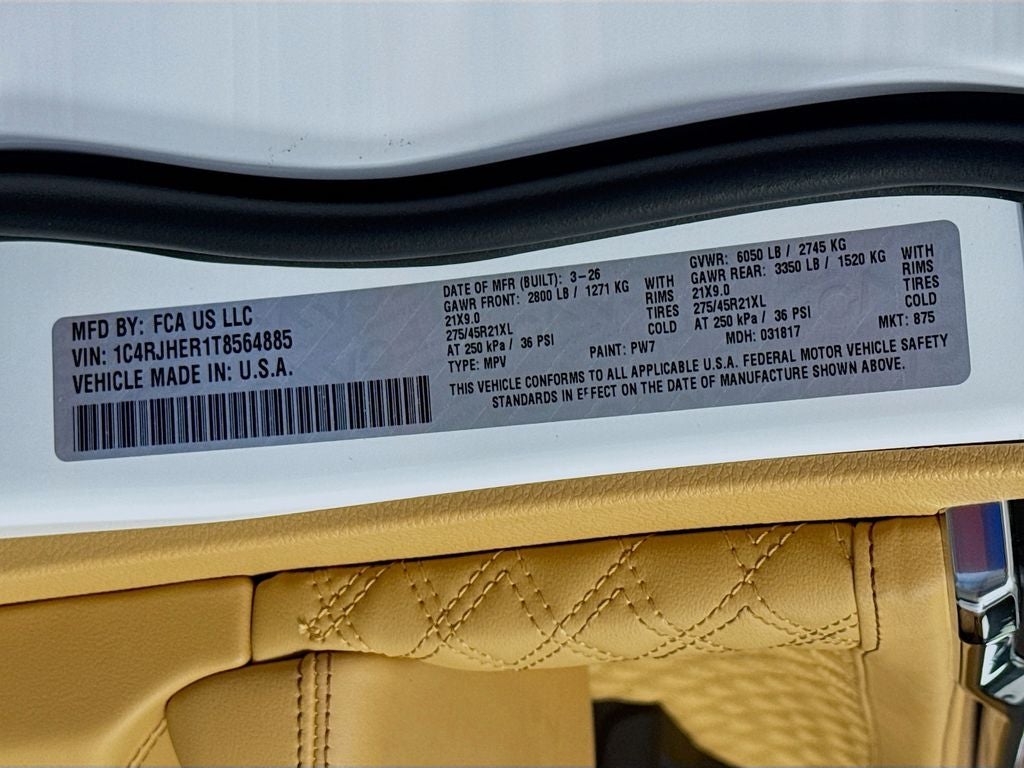 MFD BY: FCA US LLC
VIN: 1C4RJHER1T8564885
VEHICLE MADE IN: U.S.A.
DATE OF MFR (BUILT): 3-26
GAWR FRONT: 2800 LB / 1271 KG WITH
21X9.0 RIMS
275/45R21XL TIRES
AT 250 kPa / 36 PSI COLD
TYPE: MPV
GVWR: 6050 LB / 2745 KG
GAWR REAR: 3350 LB / 1520 KG WITH
21X9.0 RIMS
275/45R21XL TIRES
AT 250 kPa / 36 PSI COLD
PAINT: PW7 MDH: 031817 MKT: 875
THIS VEHICLE CONFORMS TO ALL APPLICABLE U.S.A. FEDERAL MOTOR VEHICLE SAFETY
STANDARDS IN EFFECT ON THE DATE OF MANUFACTURE SHOWN ABOVE.